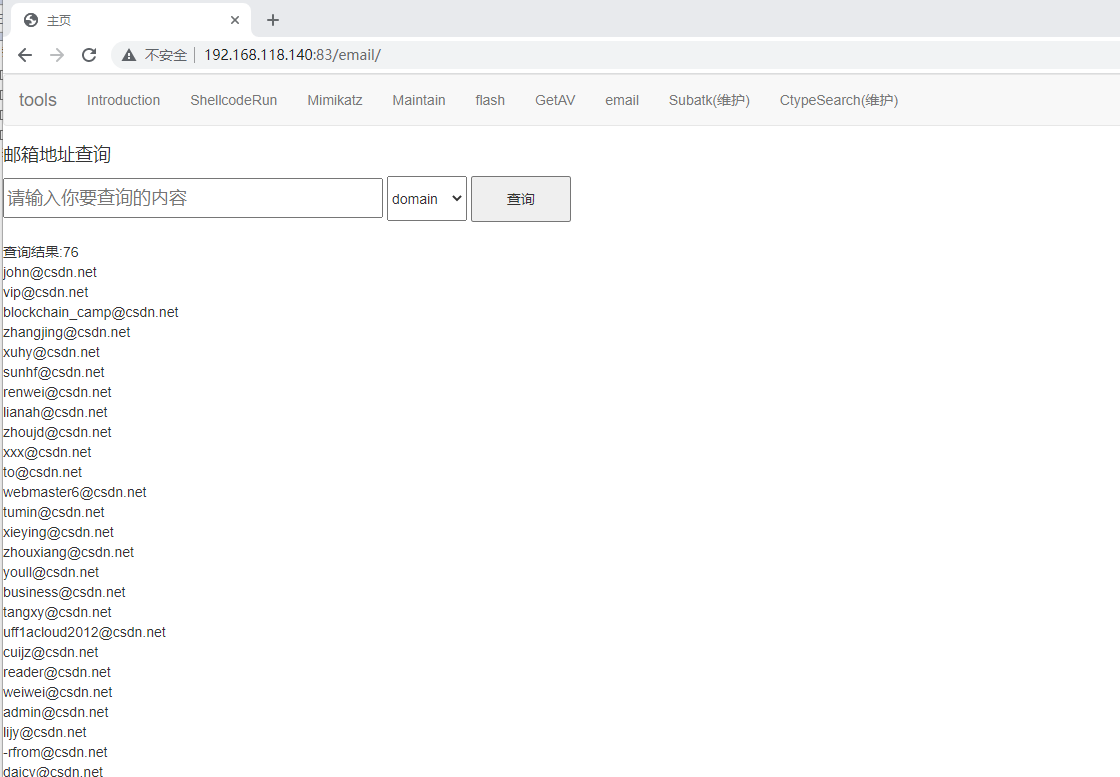 主页
不安全 192.168.118.140:83/email/
tools Introduction ShellcodeRun Mimikatz Maintain flash GetAV email Subatk(维护) CtypeSearch(维护)
邮箱地址查询
请输入你要查询的内容 domain 查询
查询结果:76
john@csdn.net
vip@csdn.net
blockchain_camp@csdn.net
zhangjing@csdn.net
xuhy@csdn.net
sunhf@csdn.net
renwei@csdn.net
lianah@csdn.net
zhoujd@csdn.net
xxx@csdn.net
to@csdn.net
webmaster6@csdn.net
tumin@csdn.net
xieying@csdn.net
zhouxiang@csdn.net
youll@csdn.net
business@csdn.net
tangxy@csdn.net
uff1acloud2012@csdn.net
cuijz@csdn.net
reader@csdn.net
weiwei@csdn.net
admin@csdn.net
lijy@csdn.net
-rfrom@csdn.net
daicy@csdn.net